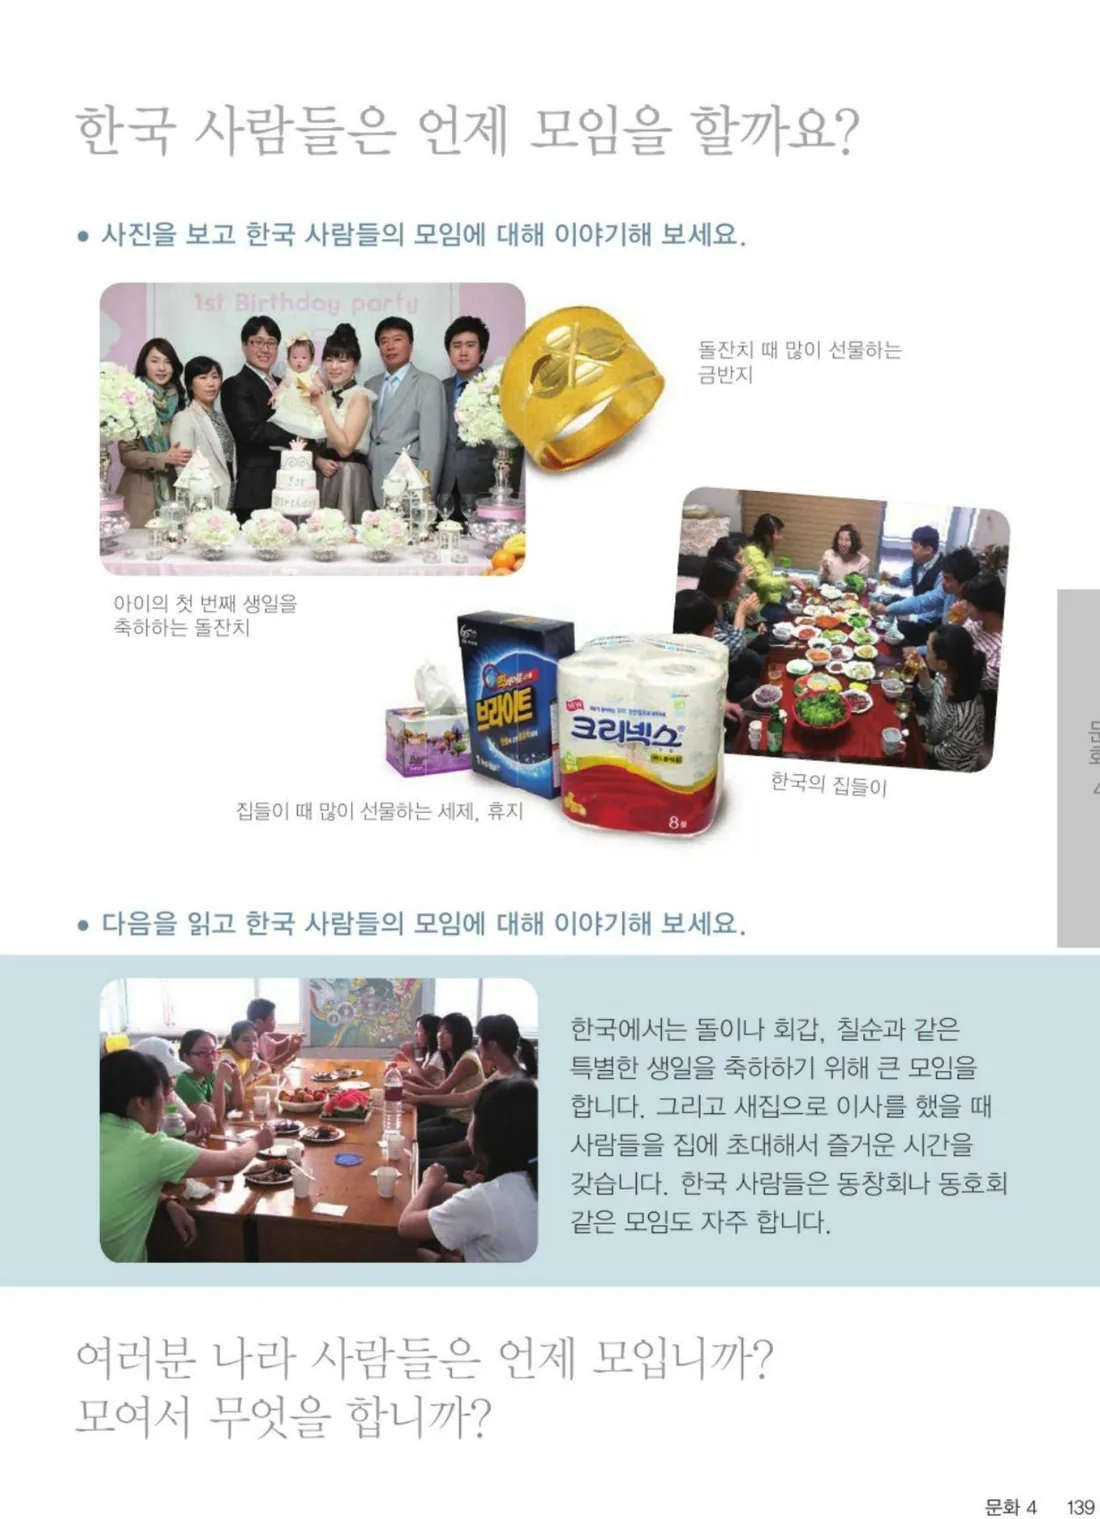 한국 사람들은 언제 모임을 할까요?
• 사진을 보고 한국 사람들의 모임에 대해 이야기해 보세요.
1st Birthday party
1st
Birthday
돌잔치 때 많이 선물하는
금반지
아이의 첫 번째 생일을
축하하는 돌잔치
브라이트
NEW
크리넥스
8롤
집들이 때 많이 선물하는 세제, 휴지
한국의 집들이
문화 4
• 다음을 읽고 한국 사람들의 모임에 대해 이야기해 보세요.
한국에서는 돌이나 회갑, 칠순과 같은
특별한 생일을 축하하기 위해 큰 모임을
합니다. 그리고 새집으로 이사를 했을 때
사람들을 집에 초대해서 즐거운 시간을
갖습니다. 한국 사람들은 동창회나 동호회
같은 모임도 자주 합니다.
여러분 나라 사람들은 언제 모입니까?
모여서 무엇을 합니까?
문화 4 139